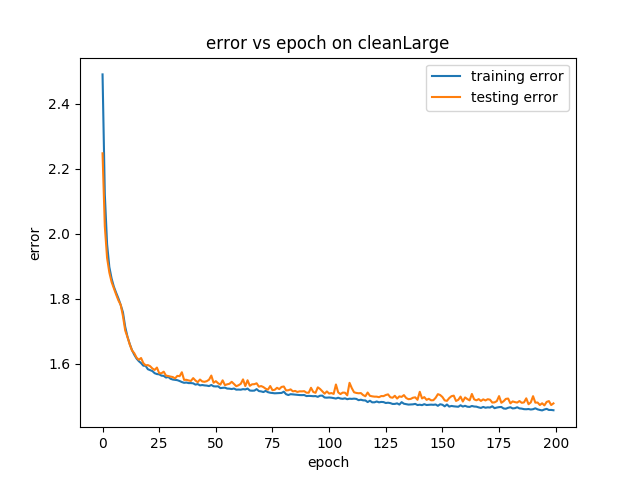 error vs epoch on cleanLarge
training error
testing error
2.4
2.2
2.0
1.8
1.6
error
0 25 50 75 100 125 150 175 200
epoch